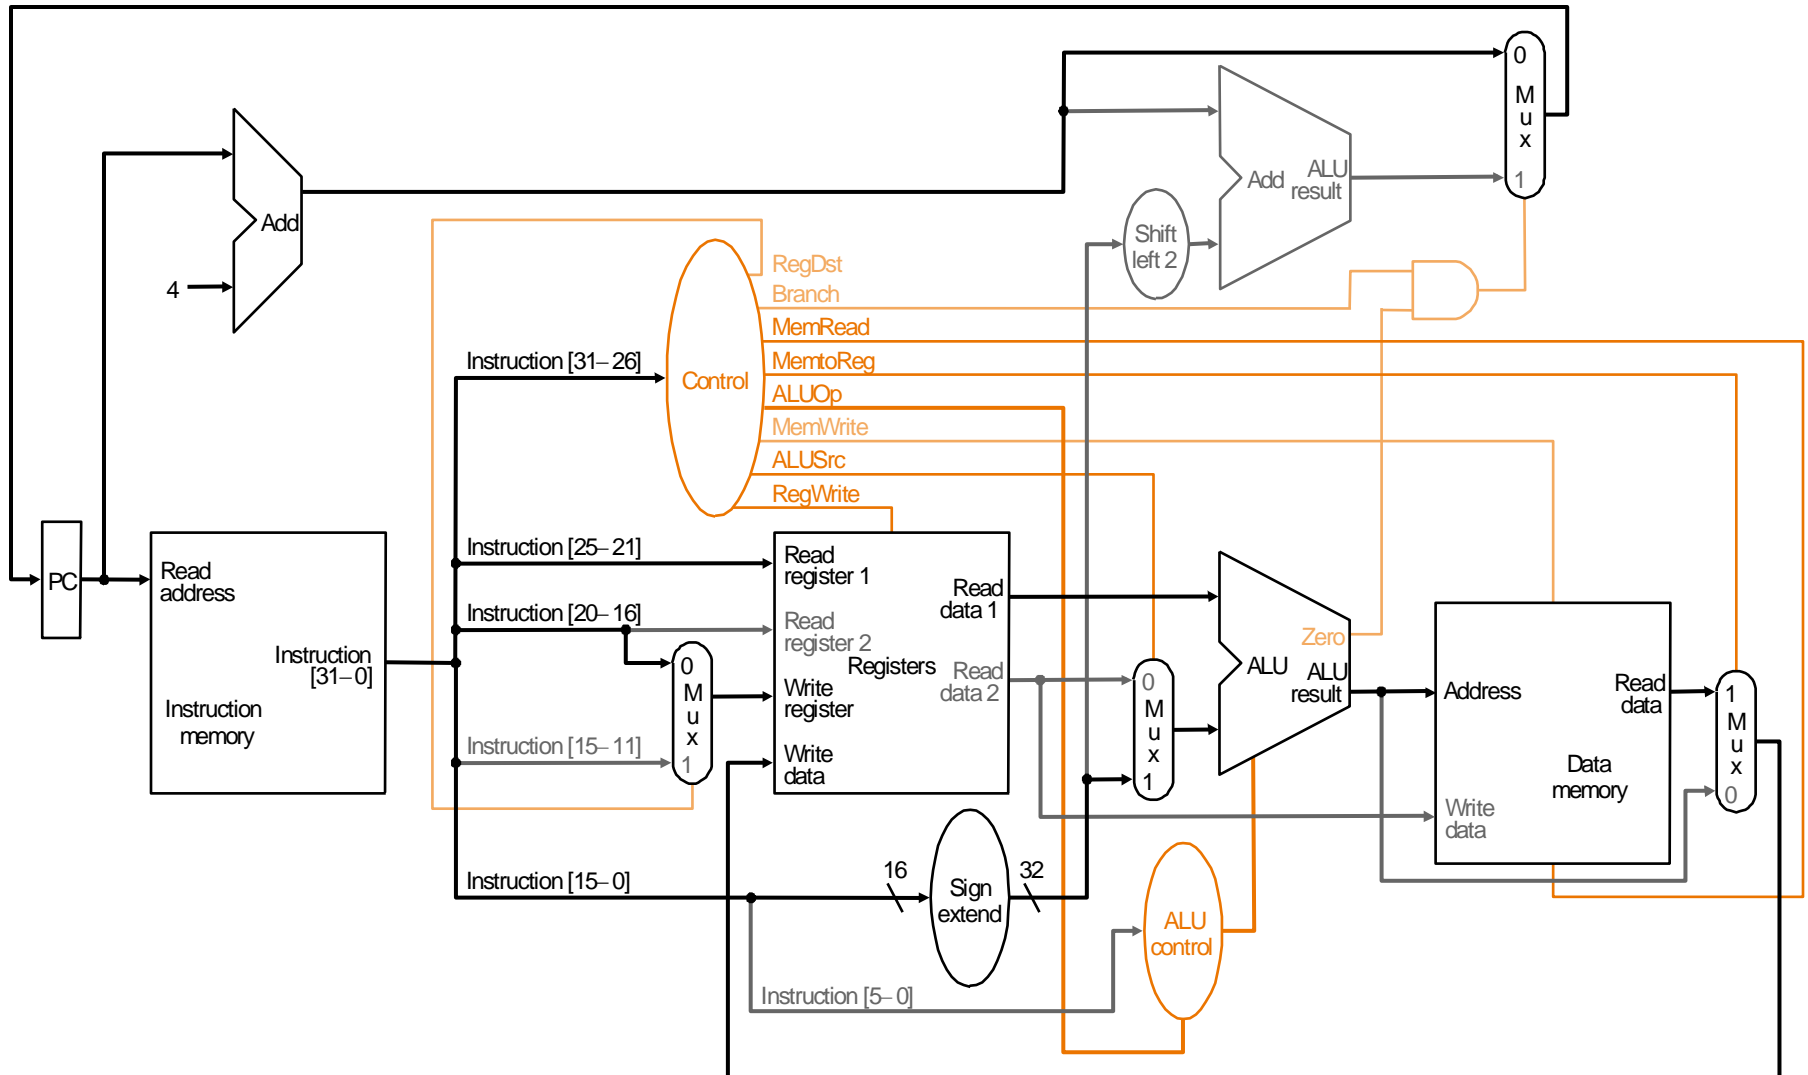 0
M
u
x
1
Add
ALU
result
Add
4
Shift
left 2
RegDst
Branch
MemRead
MemtoReg
ALUOp
MemWrite
ALUSrc
RegWrite
Control
Instruction [31–26]
Instruction [25–21]
Instruction [20–16]
Instruction [15–11]
Instruction [15–0]
Instruction [5–0]
PC
Read
address
Instruction
[31–0]
Instruction
memory
0
M
u
x
1
Read
register 1
Read
register 2
Write
register
Write
data
Registers
Read
data 1
Read
data 2
0
M
u
x
1
Zero
ALU
ALU
result
Address
Read
data
Data
memory
Write
data
1
M
u
x
0
16
Sign
extend
32
ALU
control